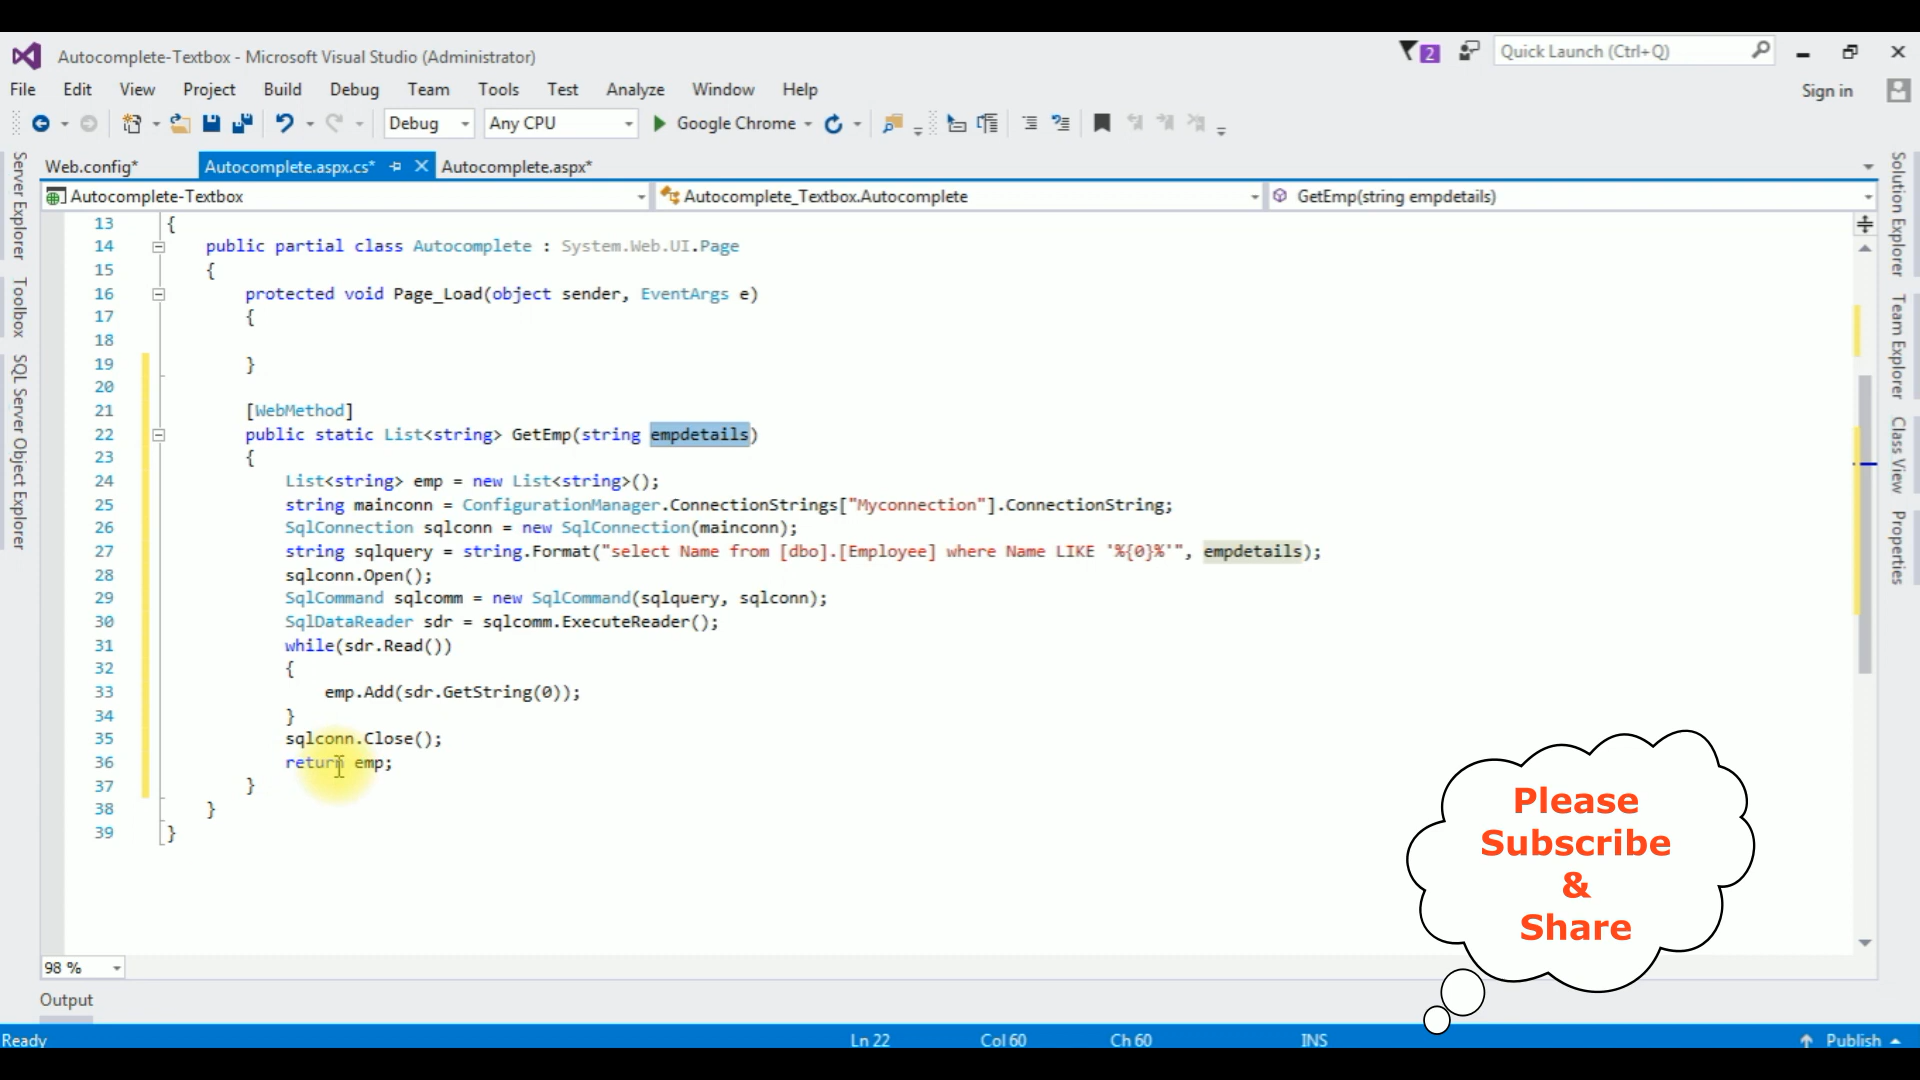 Autocomplete-Textbox - Microsoft Visual Studio (Administrator)
2
Quick Launch (Ctrl+Q)
File Edit View Project Build Debug Team Tools Test Analyze Window Help
Sign in
Debug Any CPU Google Chrome
Web.config* Autocomplete.aspx.cs* Autocomplete.aspx*
Autocomplete-Textbox Autocomplete_Textbox.Autocomplete GetEmp(string empdetails)
Server Explorer
Toolbox
SQL Server Object Explorer
13 {
14 public partial class Autocomplete : System.Web.UI.Page
15 {
16 protected void Page_Load(object sender, EventArgs e)
17 {
18
19 }
20
21 [WebMethod]
22 public static List<string> GetEmp(string empdetails)
23 {
24 List<string> emp = new List<string>();
25 string mainconn = ConfigurationManager.ConnectionStrings["Myconnection"].ConnectionString;
26 SqlConnection sqlconn = new SqlConnection(mainconn);
27 string sqlquery = string.Format("select Name from [dbo].[Employee] where Name LIKE '%{0}%'", empdetails);
28 sqlconn.Open();
29 SqlCommand sqlcomm = new SqlCommand(sqlquery, sqlconn);
30 SqlDataReader sdr = sqlcomm.ExecuteReader();
31 while(sdr.Read())
32 {
33 emp.Add(sdr.GetString(0));
34 }
35 sqlconn.Close();
36 return emp;
37 }
38 }
39 }
Solution Explorer
Team Explorer
Class View
Properties
Please
Subscribe
&
Share
98 %
Output
Ready Ln 22 Col 60 Ch 60 INS Publish